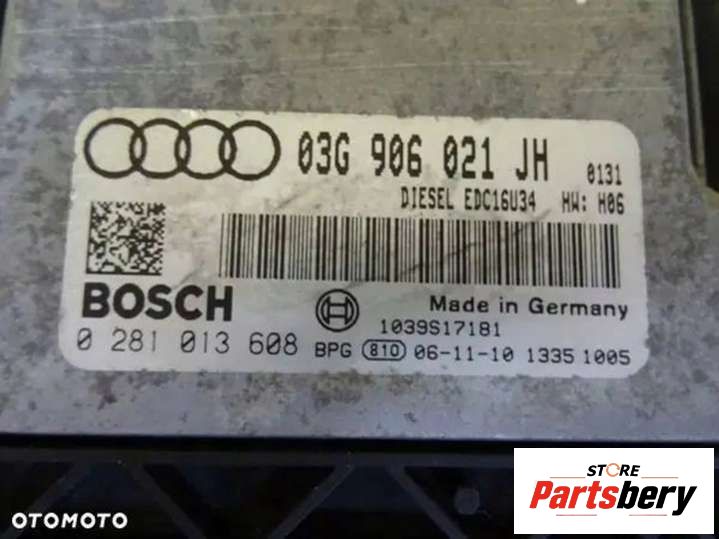 03G 906 021 JH 0131
DIESEL EDC16U34 HW: H06
BOSCH
Made in Germany
1039S17181
0 281 013 608 BPG 810 06-11-10 1335 1005
STORE
Partsbery
OTOMOTO